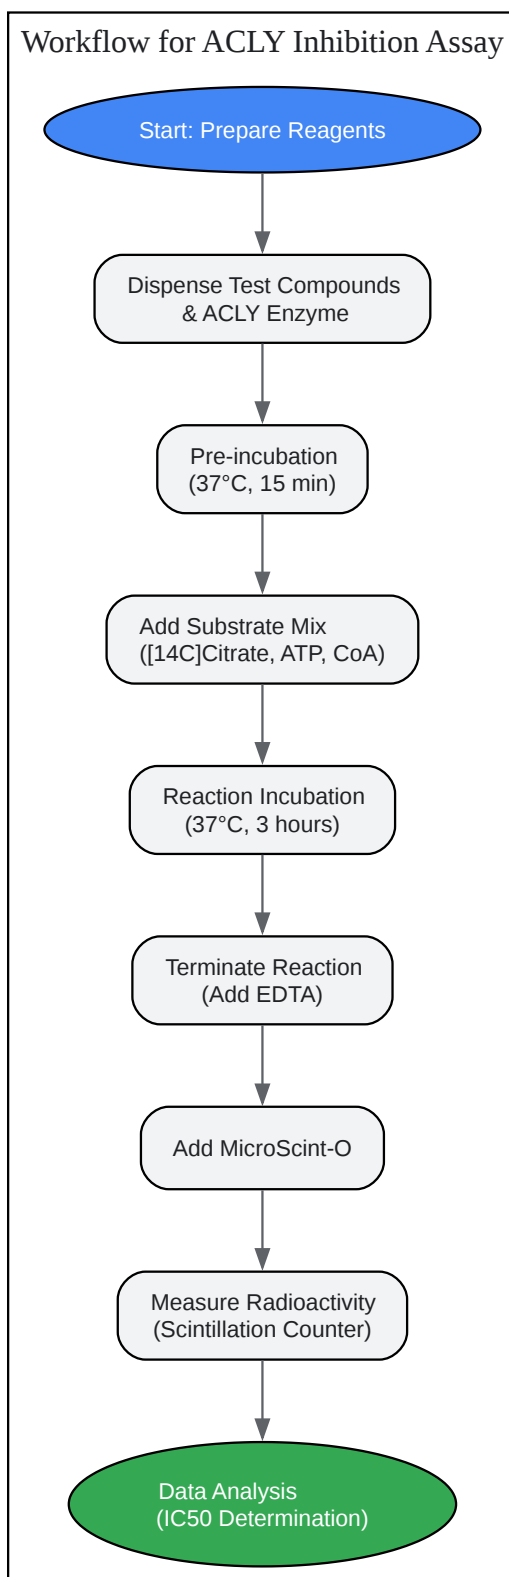 Workflow for ACLY Inhibition Assay
Start: Prepare Reagents
Dispense Test Compounds
& ACLY Enzyme
Pre-incubation
(37°C, 15 min)
Add Substrate Mix
([14C]Citrate, ATP, CoA)
Reaction Incubation
(37°C, 3 hours)
Terminate Reaction
(Add EDTA)
Add MicroScint-O
Measure Radioactivity
(Scintillation Counter)
Data Analysis
(IC50 Determination)